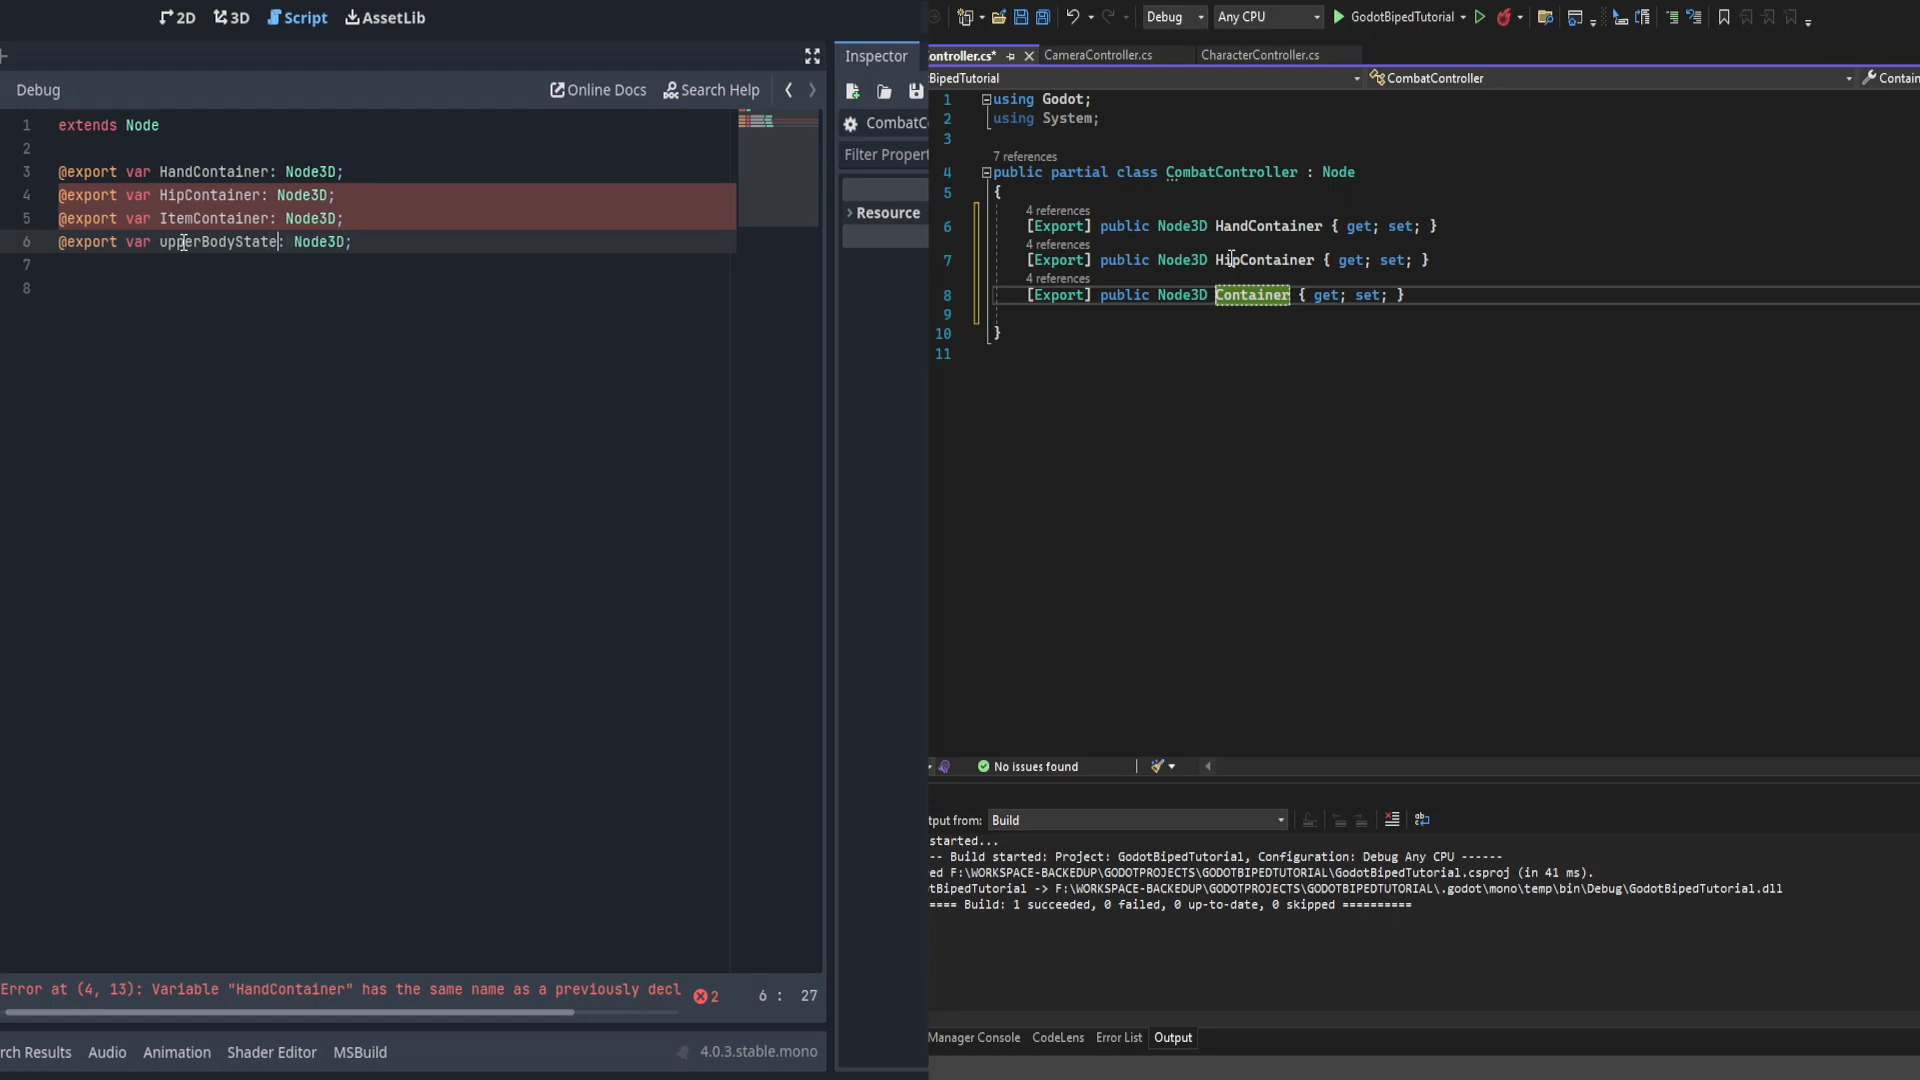 2D 3D Script AssetLib
Debug Online Docs Search Help
1 extends Node
2
3 @export var HandContainer: Node3D;
4 @export var HipContainer: Node3D;
5 @export var ItemContainer: Node3D;
6 @export var upperBodyState: Node3D;
7
8
Error at (4, 13): Variable "HandContainer" has the same name as a previously decl 2 6 : 27
rch Results Audio Animation Shader Editor MSBuild 4.0.3.stable.mono
Inspector
CombatC
Filter Propert
Resource
Debug Any CPU GodotBipedTutorial
ontroller.cs* CameraController.cs CharacterController.cs
BipedTutorial CombatController Contain
1 using Godot;
2 using System;
3
7 references
4 public partial class CombatController : Node
5 {
4 references
6 [Export] public Node3D HandContainer { get; set; }
4 references
7 [Export] public Node3D HipContainer { get; set; }
4 references
8 [Export] public Node3D Container { get; set; }
9
10 }
11
No issues found
tput from: Build
started...
-- Build started: Project: GodotBipedTutorial, Configuration: Debug Any CPU ------
ed F:\WORKSPACE-BACKEDUP\GODOTPROJECTS\GODOTBIPEDTUTORIAL\GodotBipedTutorial.csproj (in 41 ms).
otBipedTutorial -> F:\WORKSPACE-BACKEDUP\GODOTPROJECTS\GODOTBIPEDTUTORIAL\.godot\mono\temp\bin\Debug\GodotBipedTutorial.dll
==== Build: 1 succeeded, 0 failed, 0 up-to-date, 0 skipped ==========
Manager Console CodeLens Error List Output